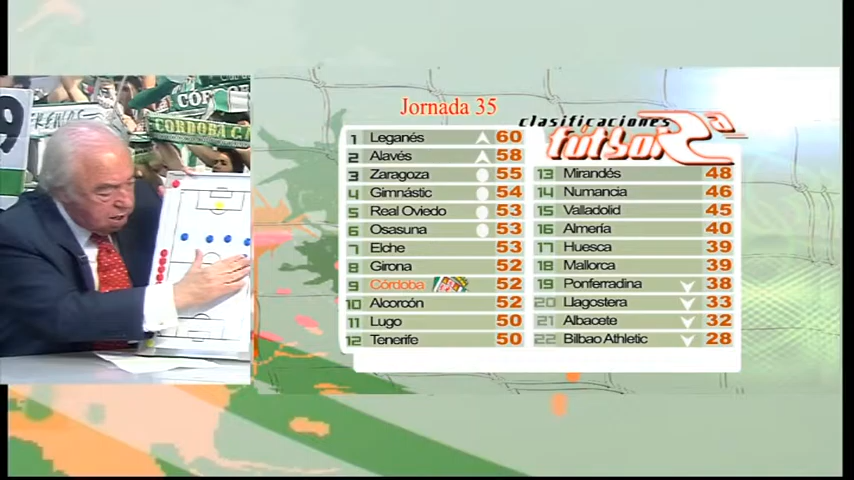 Jornada 35
clasificaciones
fútbol 2ª
1 Leganés 60
2 Alavés 58
3 Zaragoza 55
4 Gimnástic 54
5 Real Oviedo 53
6 Osasuna 53
7 Elche 53
8 Girona 52
9 Córdoba 52
10 Alcorcón 52
11 Lugo 50
12 Tenerife 50
13 Mirandés 48
14 Numancia 46
15 Valladolid 45
16 Almería 40
17 Huesca 39
18 Mallorca 39
19 Ponferradina 38
20 Llagostera 33
21 Albacete 32
22 Bilbao Athletic 28
9
CORDOBA C.